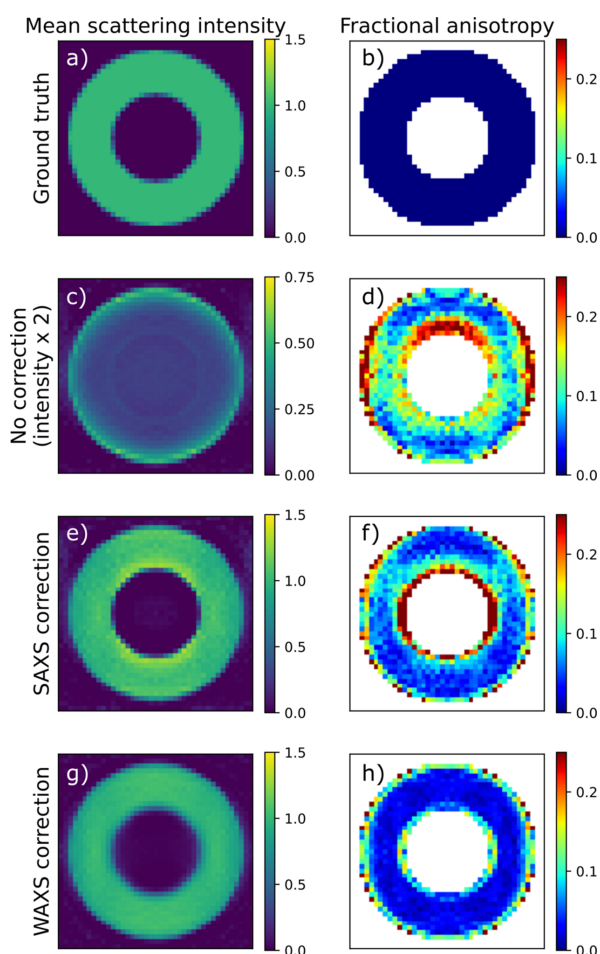 Mean scattering intensity
Fractional anisotropy
Ground truth
a)
1.5
1.0
0.5
0.0
b)
0.2
0.1
0.0
No correction
(intensity x 2)
c)
0.75
0.50
0.25
0.00
d)
0.2
0.1
0.0
SAXS correction
e)
1.5
1.0
0.5
0.0
f)
0.2
0.1
0.0
WAXS correction
g)
1.5
1.0
0.5
0.0
h)
0.2
0.1
0.0